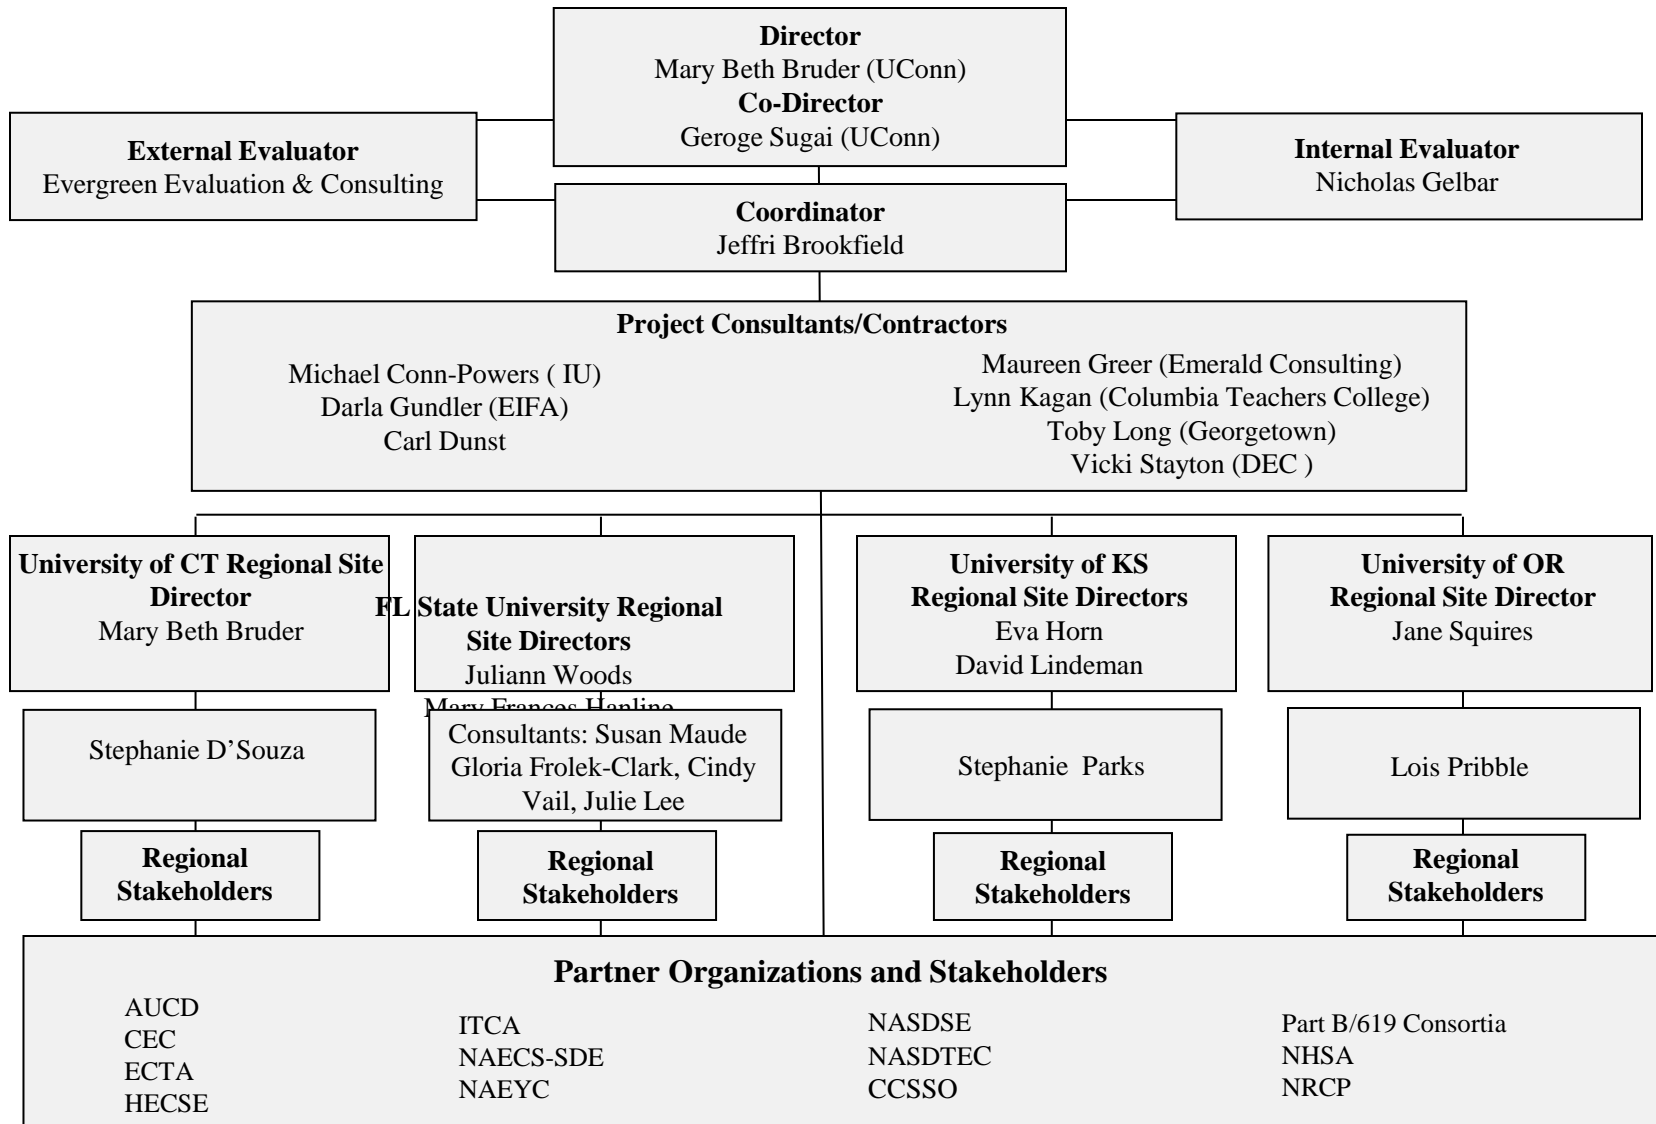 Director
Mary Beth Bruder (UConn)
Co-Director
Geroge Sugai (UConn)
External Evaluator
Evergreen Evaluation & Consulting
Internal Evaluator
Nicholas Gelbar
Coordinator
Jeffri Brookfield
Project Consultants/Contractors
Michael Conn-Powers ( IU)
Darla Gundler (EIFA)
Carl Dunst
Maureen Greer (Emerald Consulting)
Lynn Kagan (Columbia Teachers College)
Toby Long (Georgetown)
Vicki Stayton (DEC )
University of CT Regional Site
Director
Mary Beth Bruder
FL State University Regional
Site Directors
Juliann Woods
Mary Frances Hanline
University of KS
Regional Site Directors
Eva Horn
David Lindeman
University of OR
Regional Site Director
Jane Squires
Stephanie D’Souza
Consultants: Susan Maude
Gloria Frolek-Clark, Cindy
Vail, Julie Lee
Stephanie  Parks
Lois Pribble
Regional
Stakeholders
Regional
Stakeholders
Regional
Stakeholders
Regional
Stakeholders
Partner Organizations and Stakeholders
AUCD
CEC
ECTA
HECSE
ITCA
NAECS-SDE
NAEYC
NASDSE
NASDTEC
CCSSO
Part B/619 Consortia
NHSA
NRCP